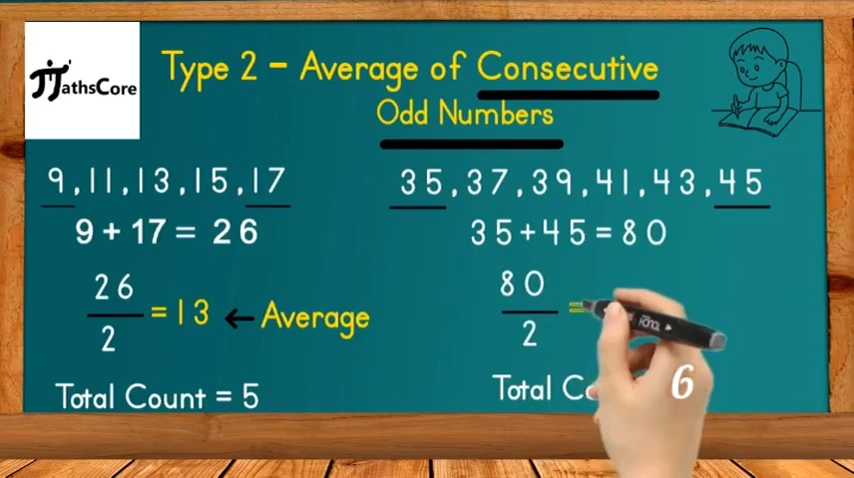 MathsCore
Type 2 – Average of Consecutive
Odd Numbers
9,11,13,15,17
9 + 17 = 26
26
2
= 13 ← Average
Total Count = 5
35,37,39,41,43,45
35+45=80
80
2
=
Total Co
6